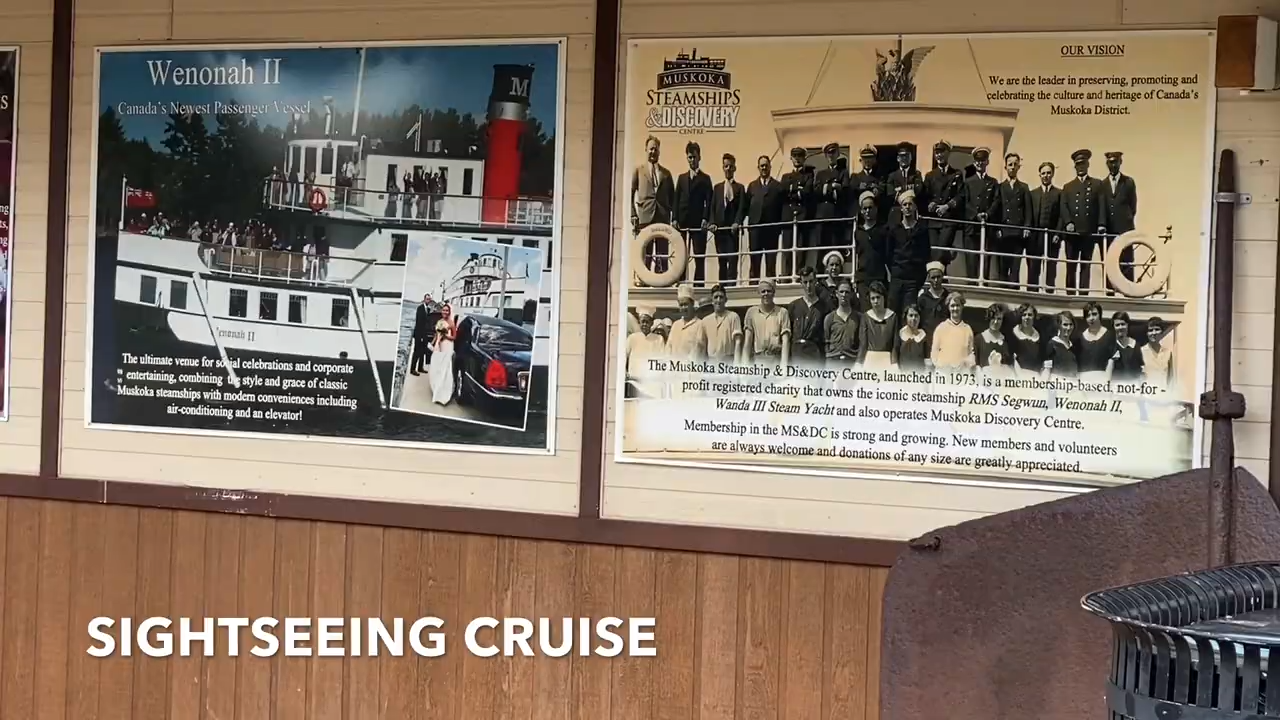 Wenonah II
Canada's Newest Passenger Vessel
M
Wenonah II
The ultimate venue for social celebrations and corporate
entertaining, combining the style and grace of classic
Muskoka steamships with modern conveniences including
air-conditioning and an elevator!
MUSKOKA
STEAMSHIPS
& DISCOVERY
CENTRE
OUR VISION
We are the leader in preserving, promoting and
celebrating the culture and heritage of Canada's
Muskoka District.
The Muskoka Steamship & Discovery Centre, launched in 1973, is a membership-based, not-for-
profit registered charity that owns the iconic steamship RMS Segwun, Wenonah II,
Wanda III Steam Yacht and also operates Muskoka Discovery Centre.
Membership in the MS&DC is strong and growing. New members and volunteers
are always welcome and donations of any size are greatly appreciated.
SIGHTSEEING CRUISE